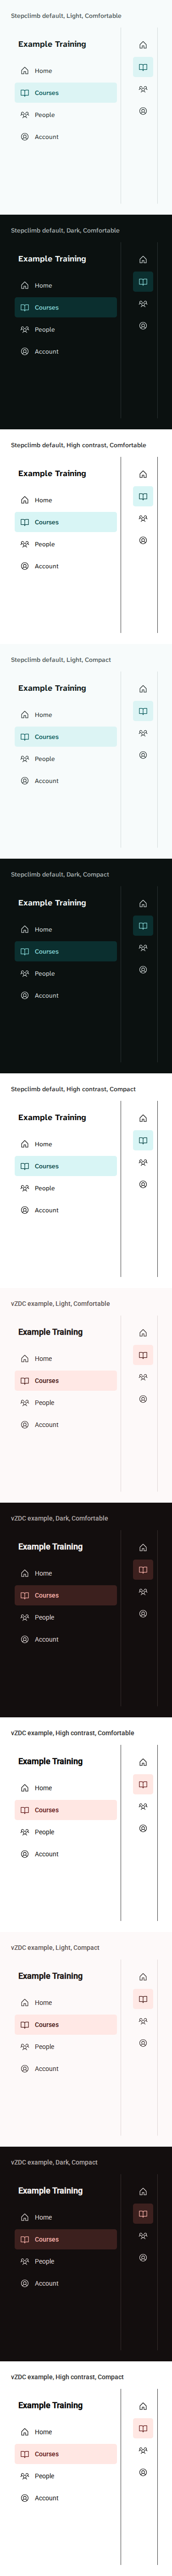 Stepclimb default, Light, Comfortable
Example Training
Home
Courses
People
Account
Stepclimb default, Dark, Comfortable
Example Training
Home
Courses
People
Account
Stepclimb default, High contrast, Comfortable
Example Training
Home
Courses
People
Account
Stepclimb default, Light, Compact
Example Training
Home
Courses
People
Account
Stepclimb default, Dark, Compact
Example Training
Home
Courses
People
Account
Stepclimb default, High contrast, Compact
Example Training
Home
Courses
People
Account
vZDC example, Light, Comfortable
Example Training
Home
Courses
People
Account
vZDC example, Dark, Comfortable
Example Training
Home
Courses
People
Account
vZDC example, High contrast, Comfortable
Example Training
Home
Courses
People
Account
vZDC example, Light, Compact
Example Training
Home
Courses
People
Account
vZDC example, Dark, Compact
Example Training
Home
Courses
People
Account
vZDC example, High contrast, Compact
Example Training
Home
Courses
People
Account